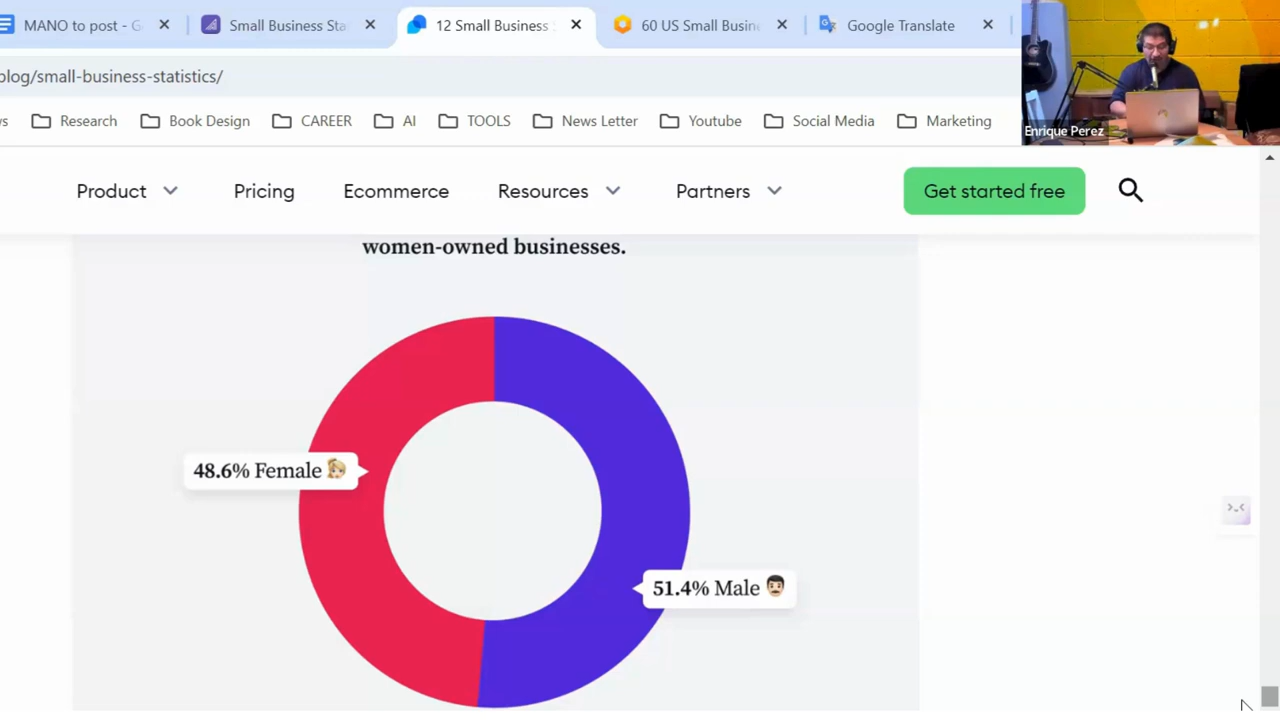 MANO to post - G
Small Business Sta
12 Small Business S
60 US Small Busine
Google Translate
blog/small-business-statistics/
vs
Research
Book Design
CAREER
AI
TOOLS
News Letter
Youtube
Social Media
Marketing
Enrique Perez
Product
Pricing
Ecommerce
Resources
Partners
Get started free
women-owned businesses.
48.6% Female
51.4% Male